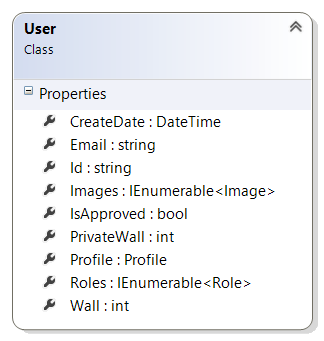 User
Class
Properties
CreateDate : DateTime
Email : string
Id : string
Images : IEnumerable<Image>
IsApproved : bool
PrivateWall : int
Profile : Profile
Roles : IEnumerable<Role>
Wall : int